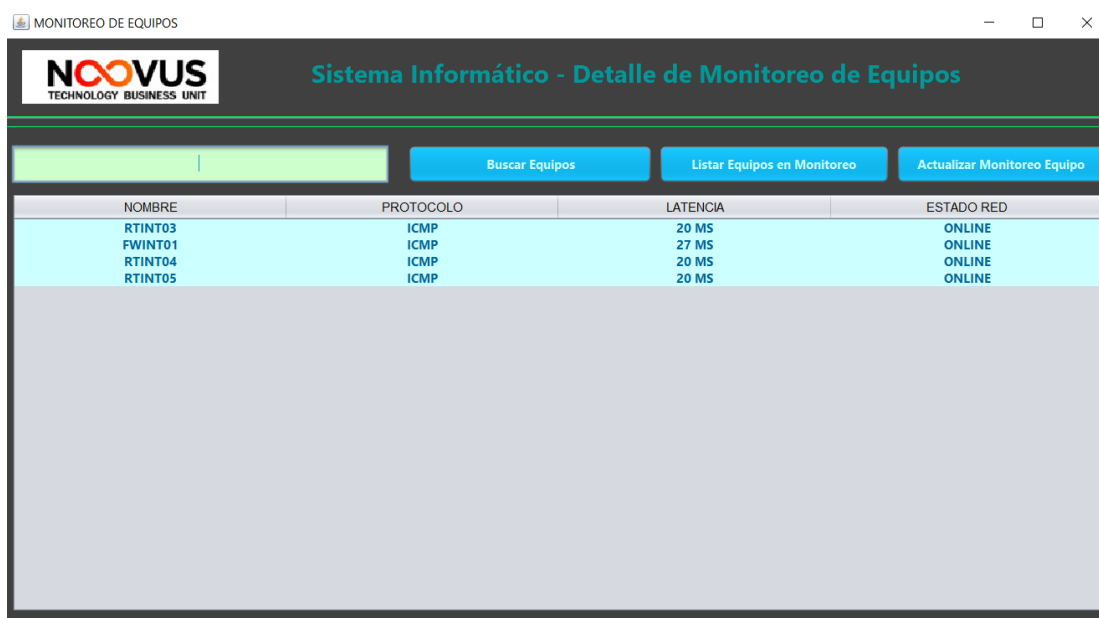 MONITOREO DE EQUIPOS
NOOVUS
TECHNOLOGY BUSINESS UNIT
Sistema Informático - Detalle de Monitoreo de Equipos
Buscar Equipos Listar Equipos en Monitoreo Actualizar Monitoreo Equipo
NOMBRE PROTOCOLO LATENCIA ESTADO RED
RTINT03 ICMP 20 MS ONLINE
FWINT01 ICMP 27 MS ONLINE
RTINT04 ICMP 20 MS ONLINE
RTINT05 ICMP 20 MS ONLINE